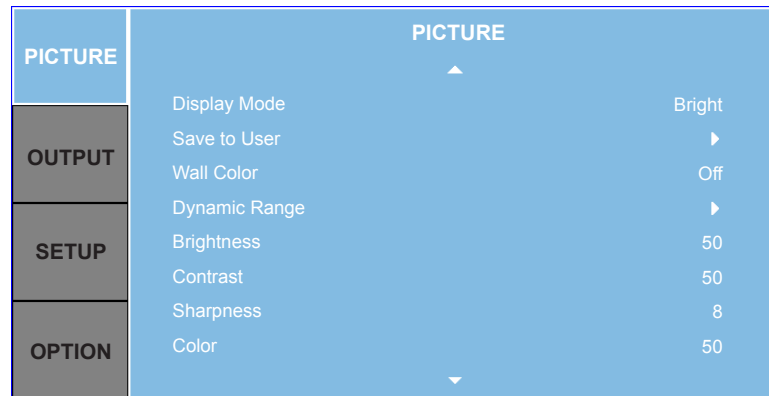 PICTURE
OUTPUT
SETUP
OPTION
PICTURE
Display Mode Bright
Save to User
Wall Color Off
Dynamic Range
Brightness 50
Contrast 50
Sharpness 8
Color 50